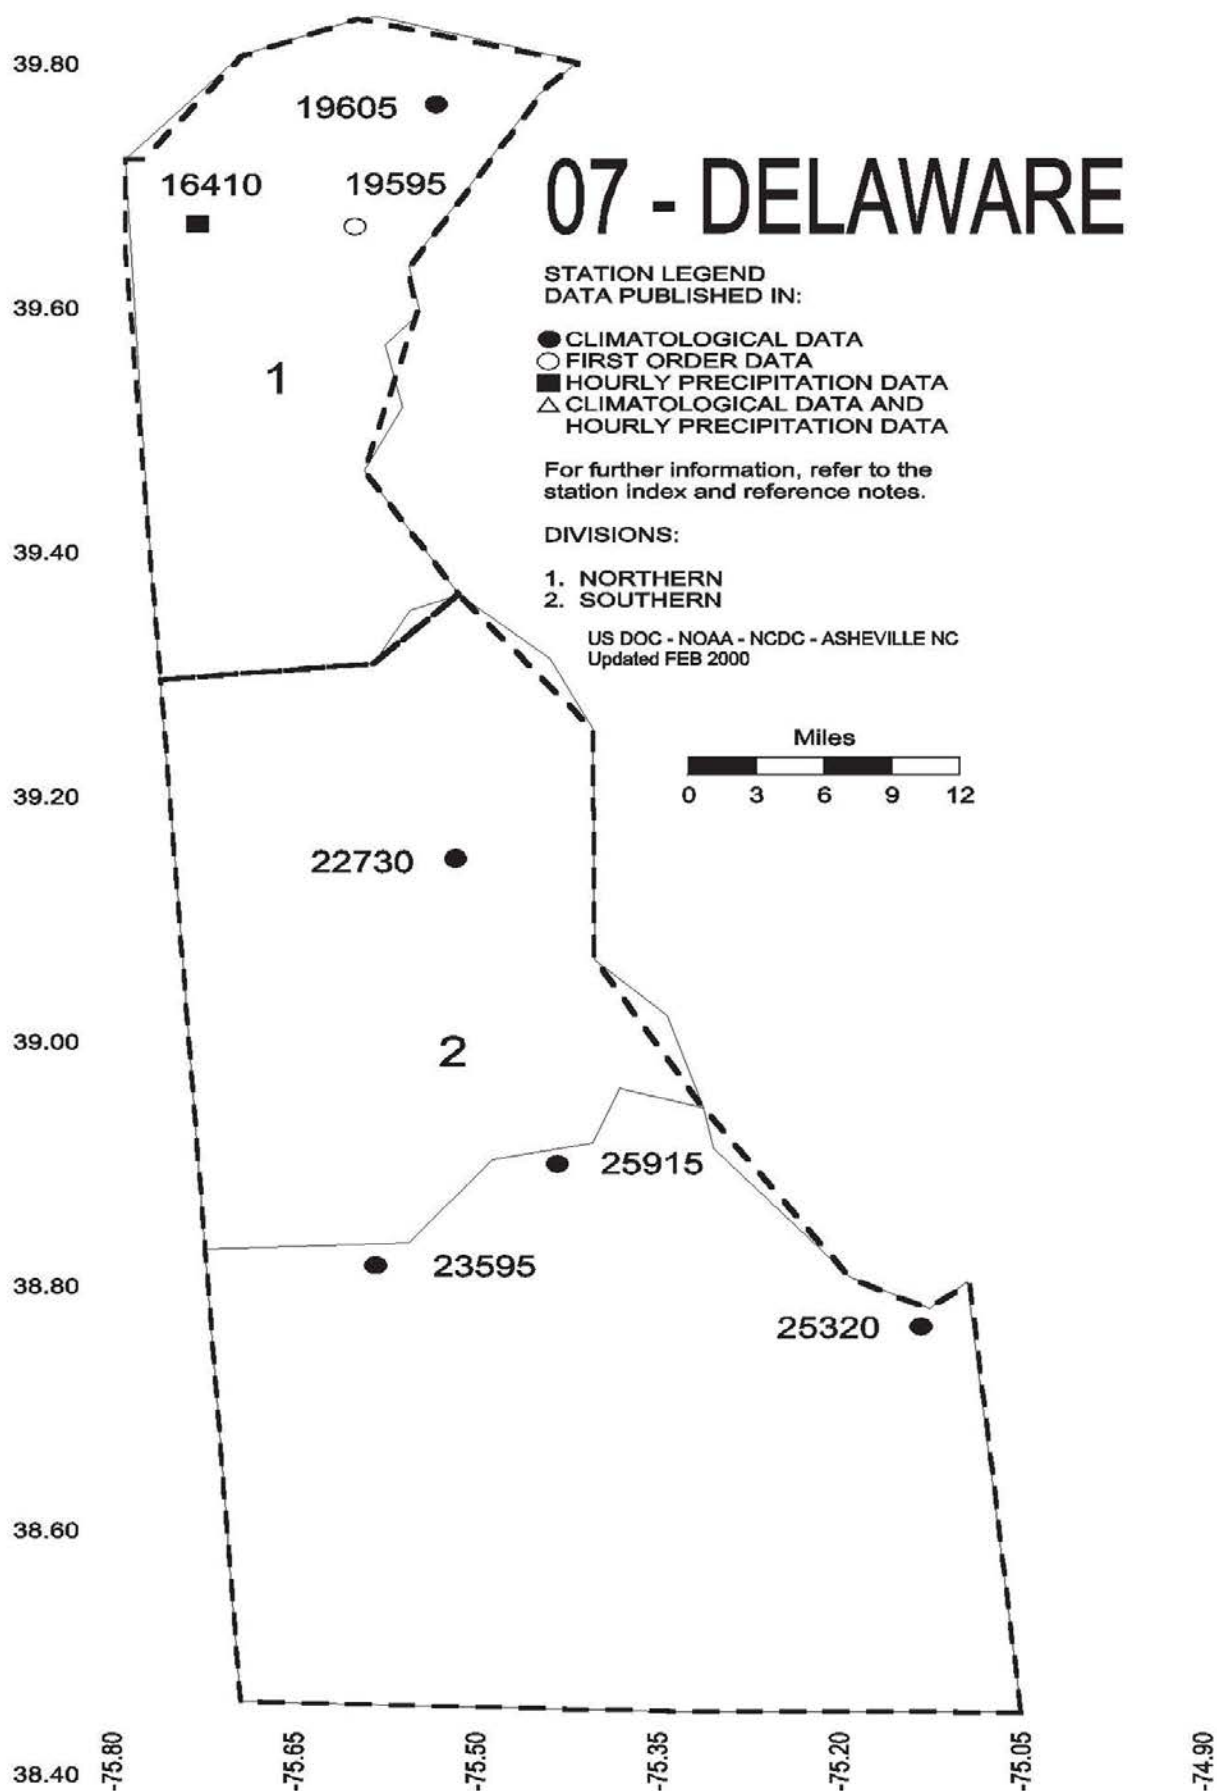 39.80
19605
16410 19595
07 - DELAWARE
STATION LEGEND
DATA PUBLISHED IN:
39.60
CLIMATOLOGICAL DATA
FIRST ORDER DATA
1
HOURLY PRECIPITATION DATA
CLIMATOLOGICAL DATA AND
HOURLY PRECIPITATION DATA
For further information, refer to the
station index and reference notes.
DIVISIONS:
39.40
1. NORTHERN
2. SOUTHERN
US DOC - NOAA - NCDC - ASHEVILLE NC
Updated FEB 2000
Miles
0 3 6 9 12
39.20
22730
39.00
2
25915
23595
38.80
25320
38.60
38.40
-75.80 -75.65 -75.50 -75.35 -75.20 -75.05 -74.90